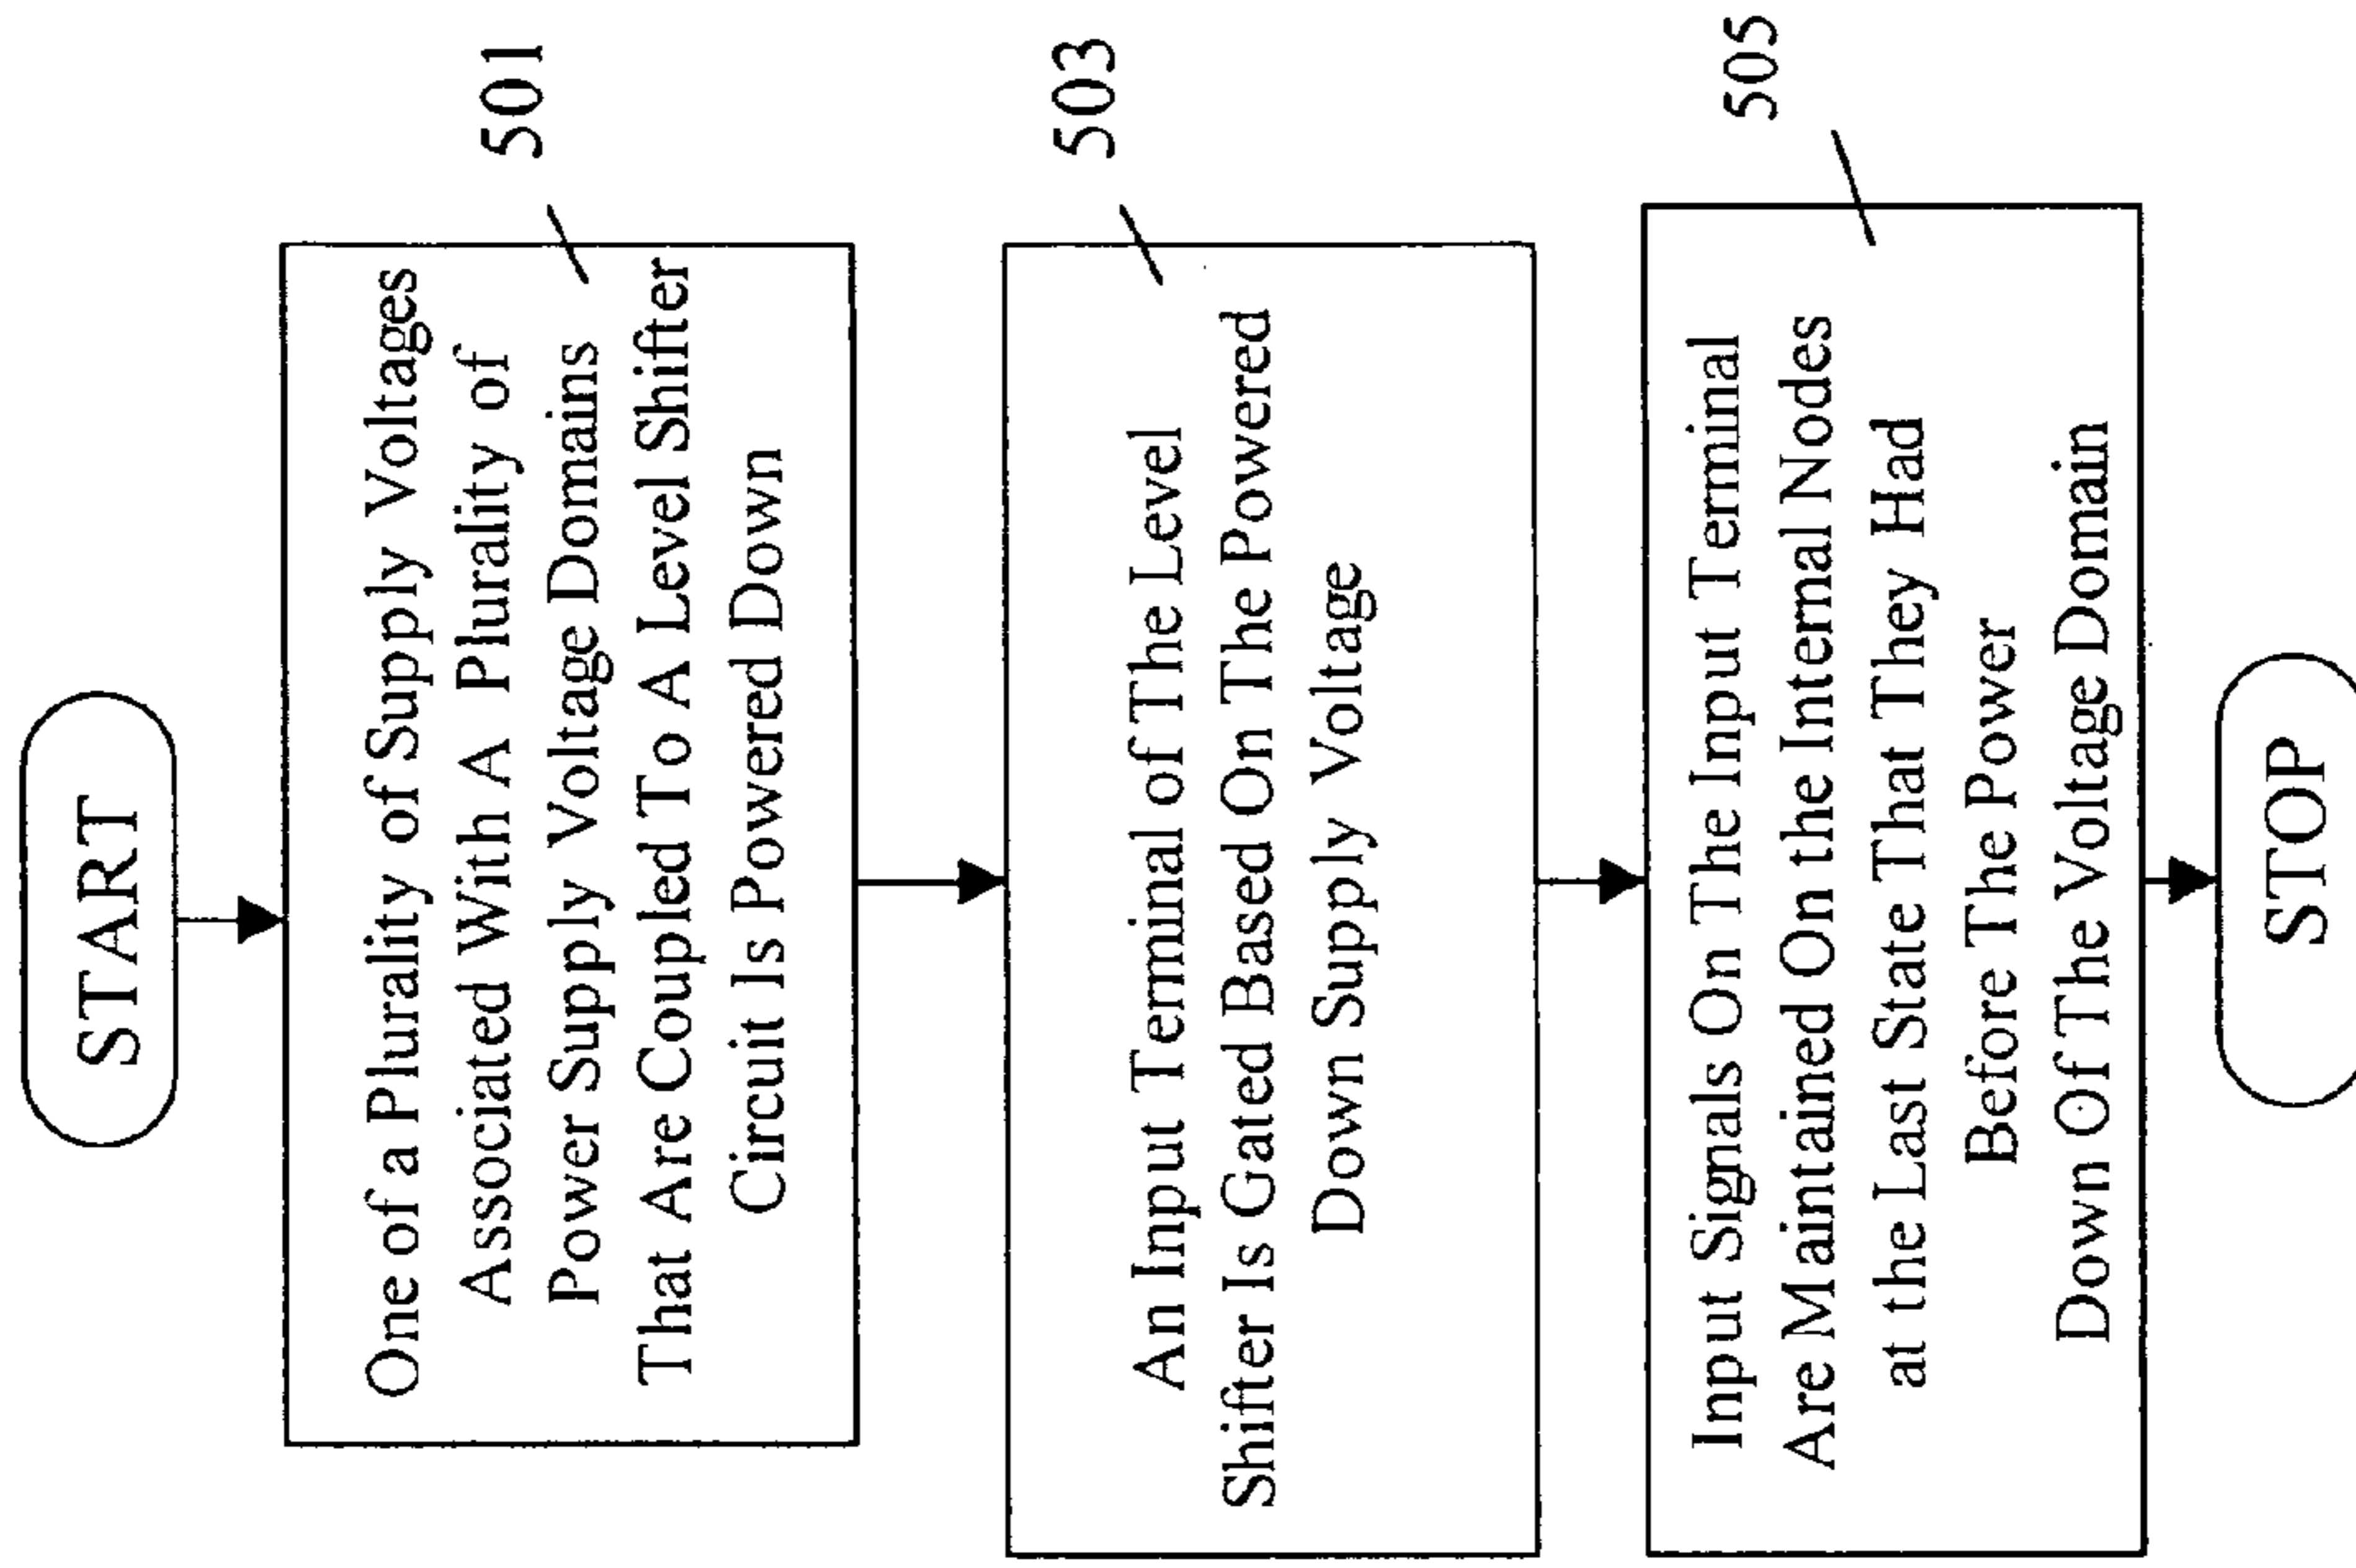 START
One of a Plurality of Supply Voltages
Associated With A Plurality of
Power Supply Voltage Domains
That Are Coupled To A Level Shifter
Circuit Is Powered Down
501
An Input Terminal of The Level
Shifter Is Gated Based On The Powered
Down Supply Voltage
503
Input Signals On The Input Terminal
Are Maintained On the Internal Nodes
at the Last State That They Had
Before The Power
Down Of The Voltage Domain
505
STOP